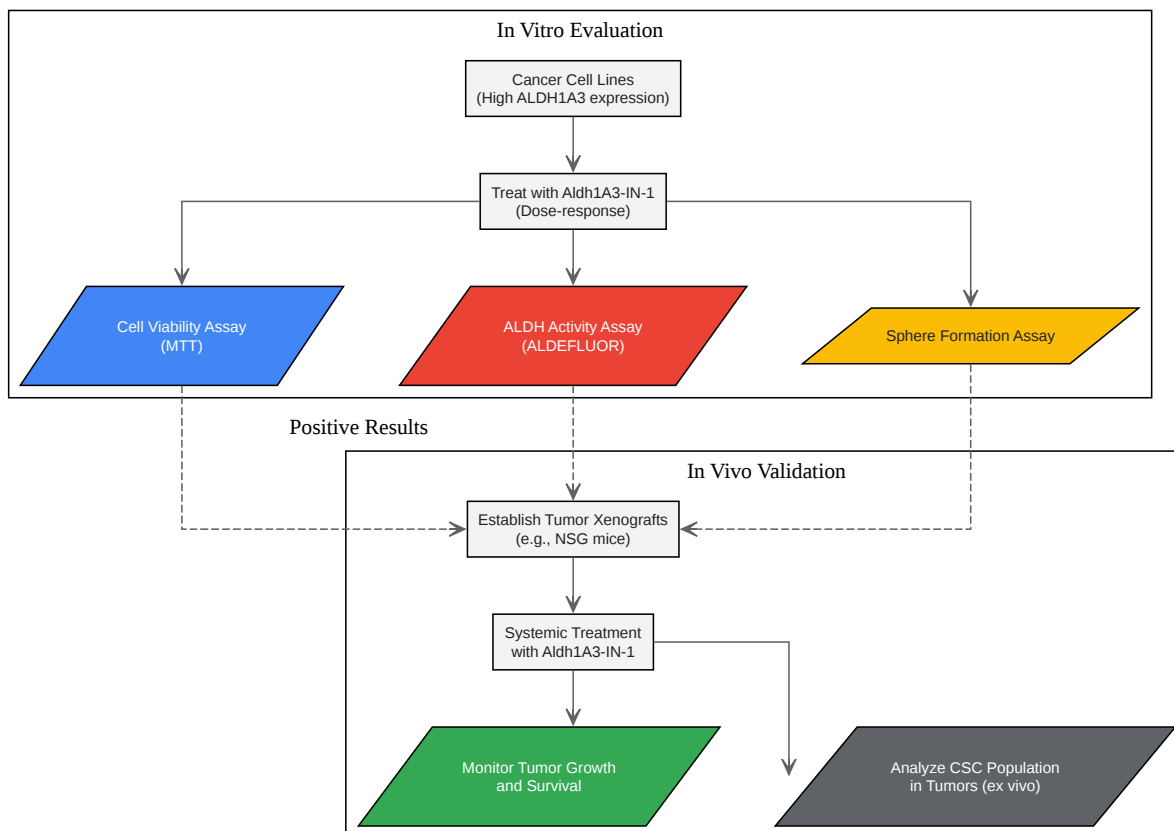 In Vitro Evaluation
Cancer Cell Lines
(High ALDH1A3 expression)
Treat with Aldh1A3-IN-1
(Dose-response)
Cell Viability Assay
(MTT)
ALDH Activity Assay
(ALDEFLUOR)
Sphere Formation Assay
Positive Results
In Vivo Validation
Establish Tumor Xenografts
(e.g., NSG mice)
Systemic Treatment
with Aldh1A3-IN-1
Monitor Tumor Growth
and Survival
Analyze CSC Population
in Tumors (ex vivo)